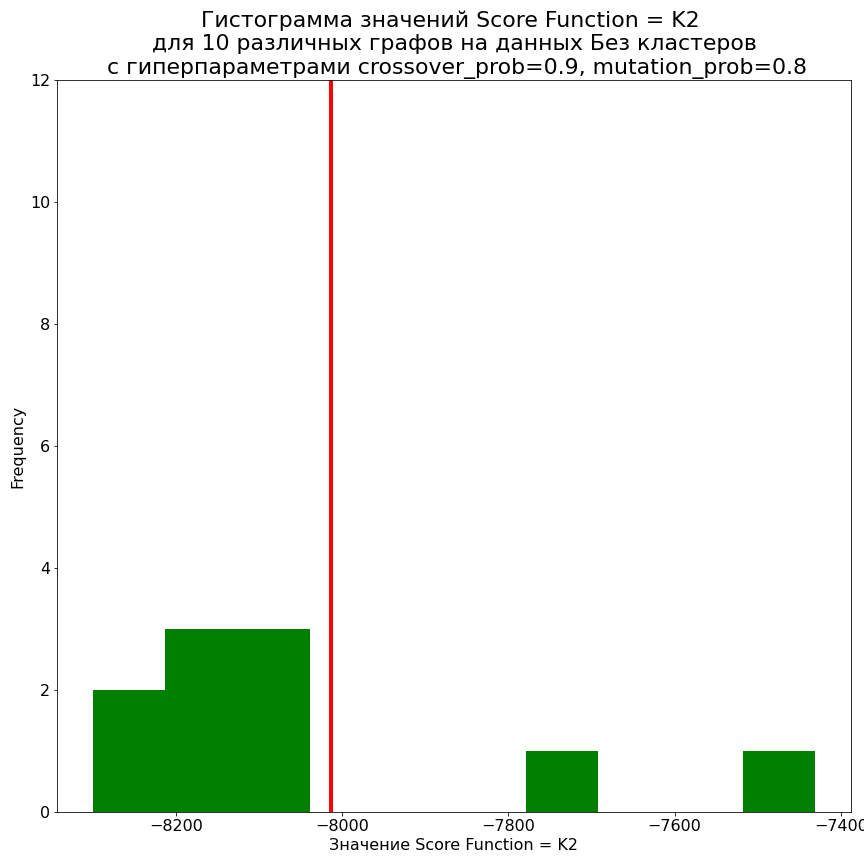 Гистограмма значений Score Function = K2
для 10 различных графов на данных Без кластеров
с гиперпараметрами crossover_prob=0.9, mutation_prob=0.8
12
10
8
6
4
2
0
Frequency
−8200 −8000 −7800 −7600 −7400
Значение Score Function = K2